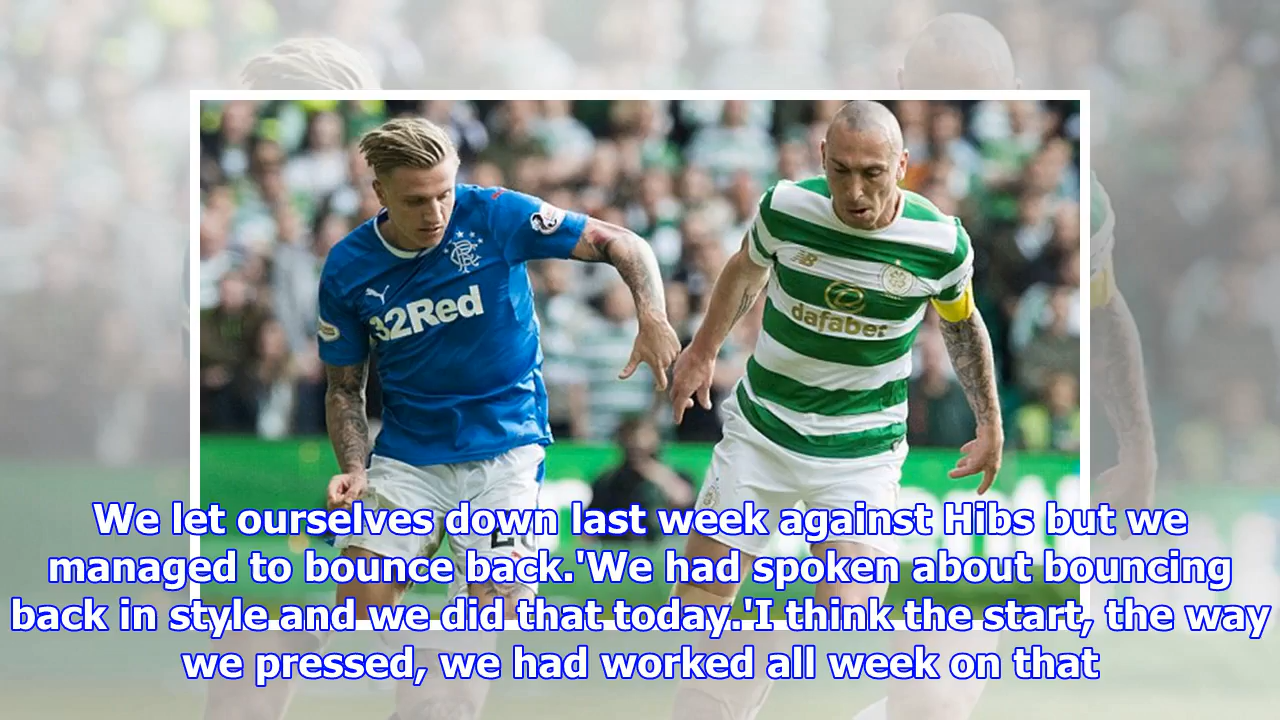 32Red
dafabet
We let ourselves down last week against Hibs but we
managed to bounce back.'We had spoken about bouncing
back in style and we did that today.'I think the start, the way
we pressed, we had worked all week on that